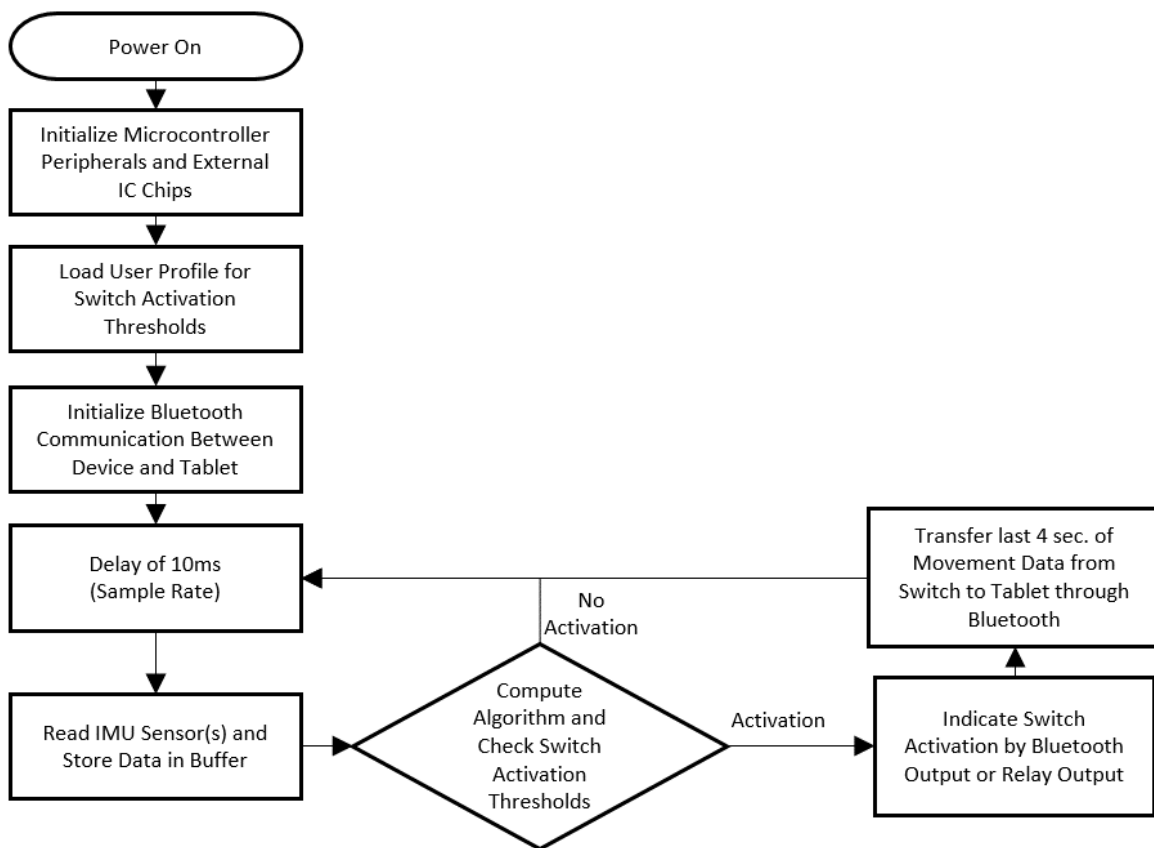 Power On
Initialize Microcontroller
Peripherals and External
IC Chips
Load User Profile for
Switch Activation
Thresholds
Initialize Bluetooth
Communication Between
Device and Tablet
Delay of 10ms
(Sample Rate)
Read IMU Sensor(s) and
Store Data in Buffer
Compute
Algorithm and
Check Switch
Activation
Thresholds
No
Activation
Activation
Indicate Switch
Activation by Bluetooth
Output or Relay Output
Transfer last 4 sec. of
Movement Data from
Switch to Tablet through
Bluetooth